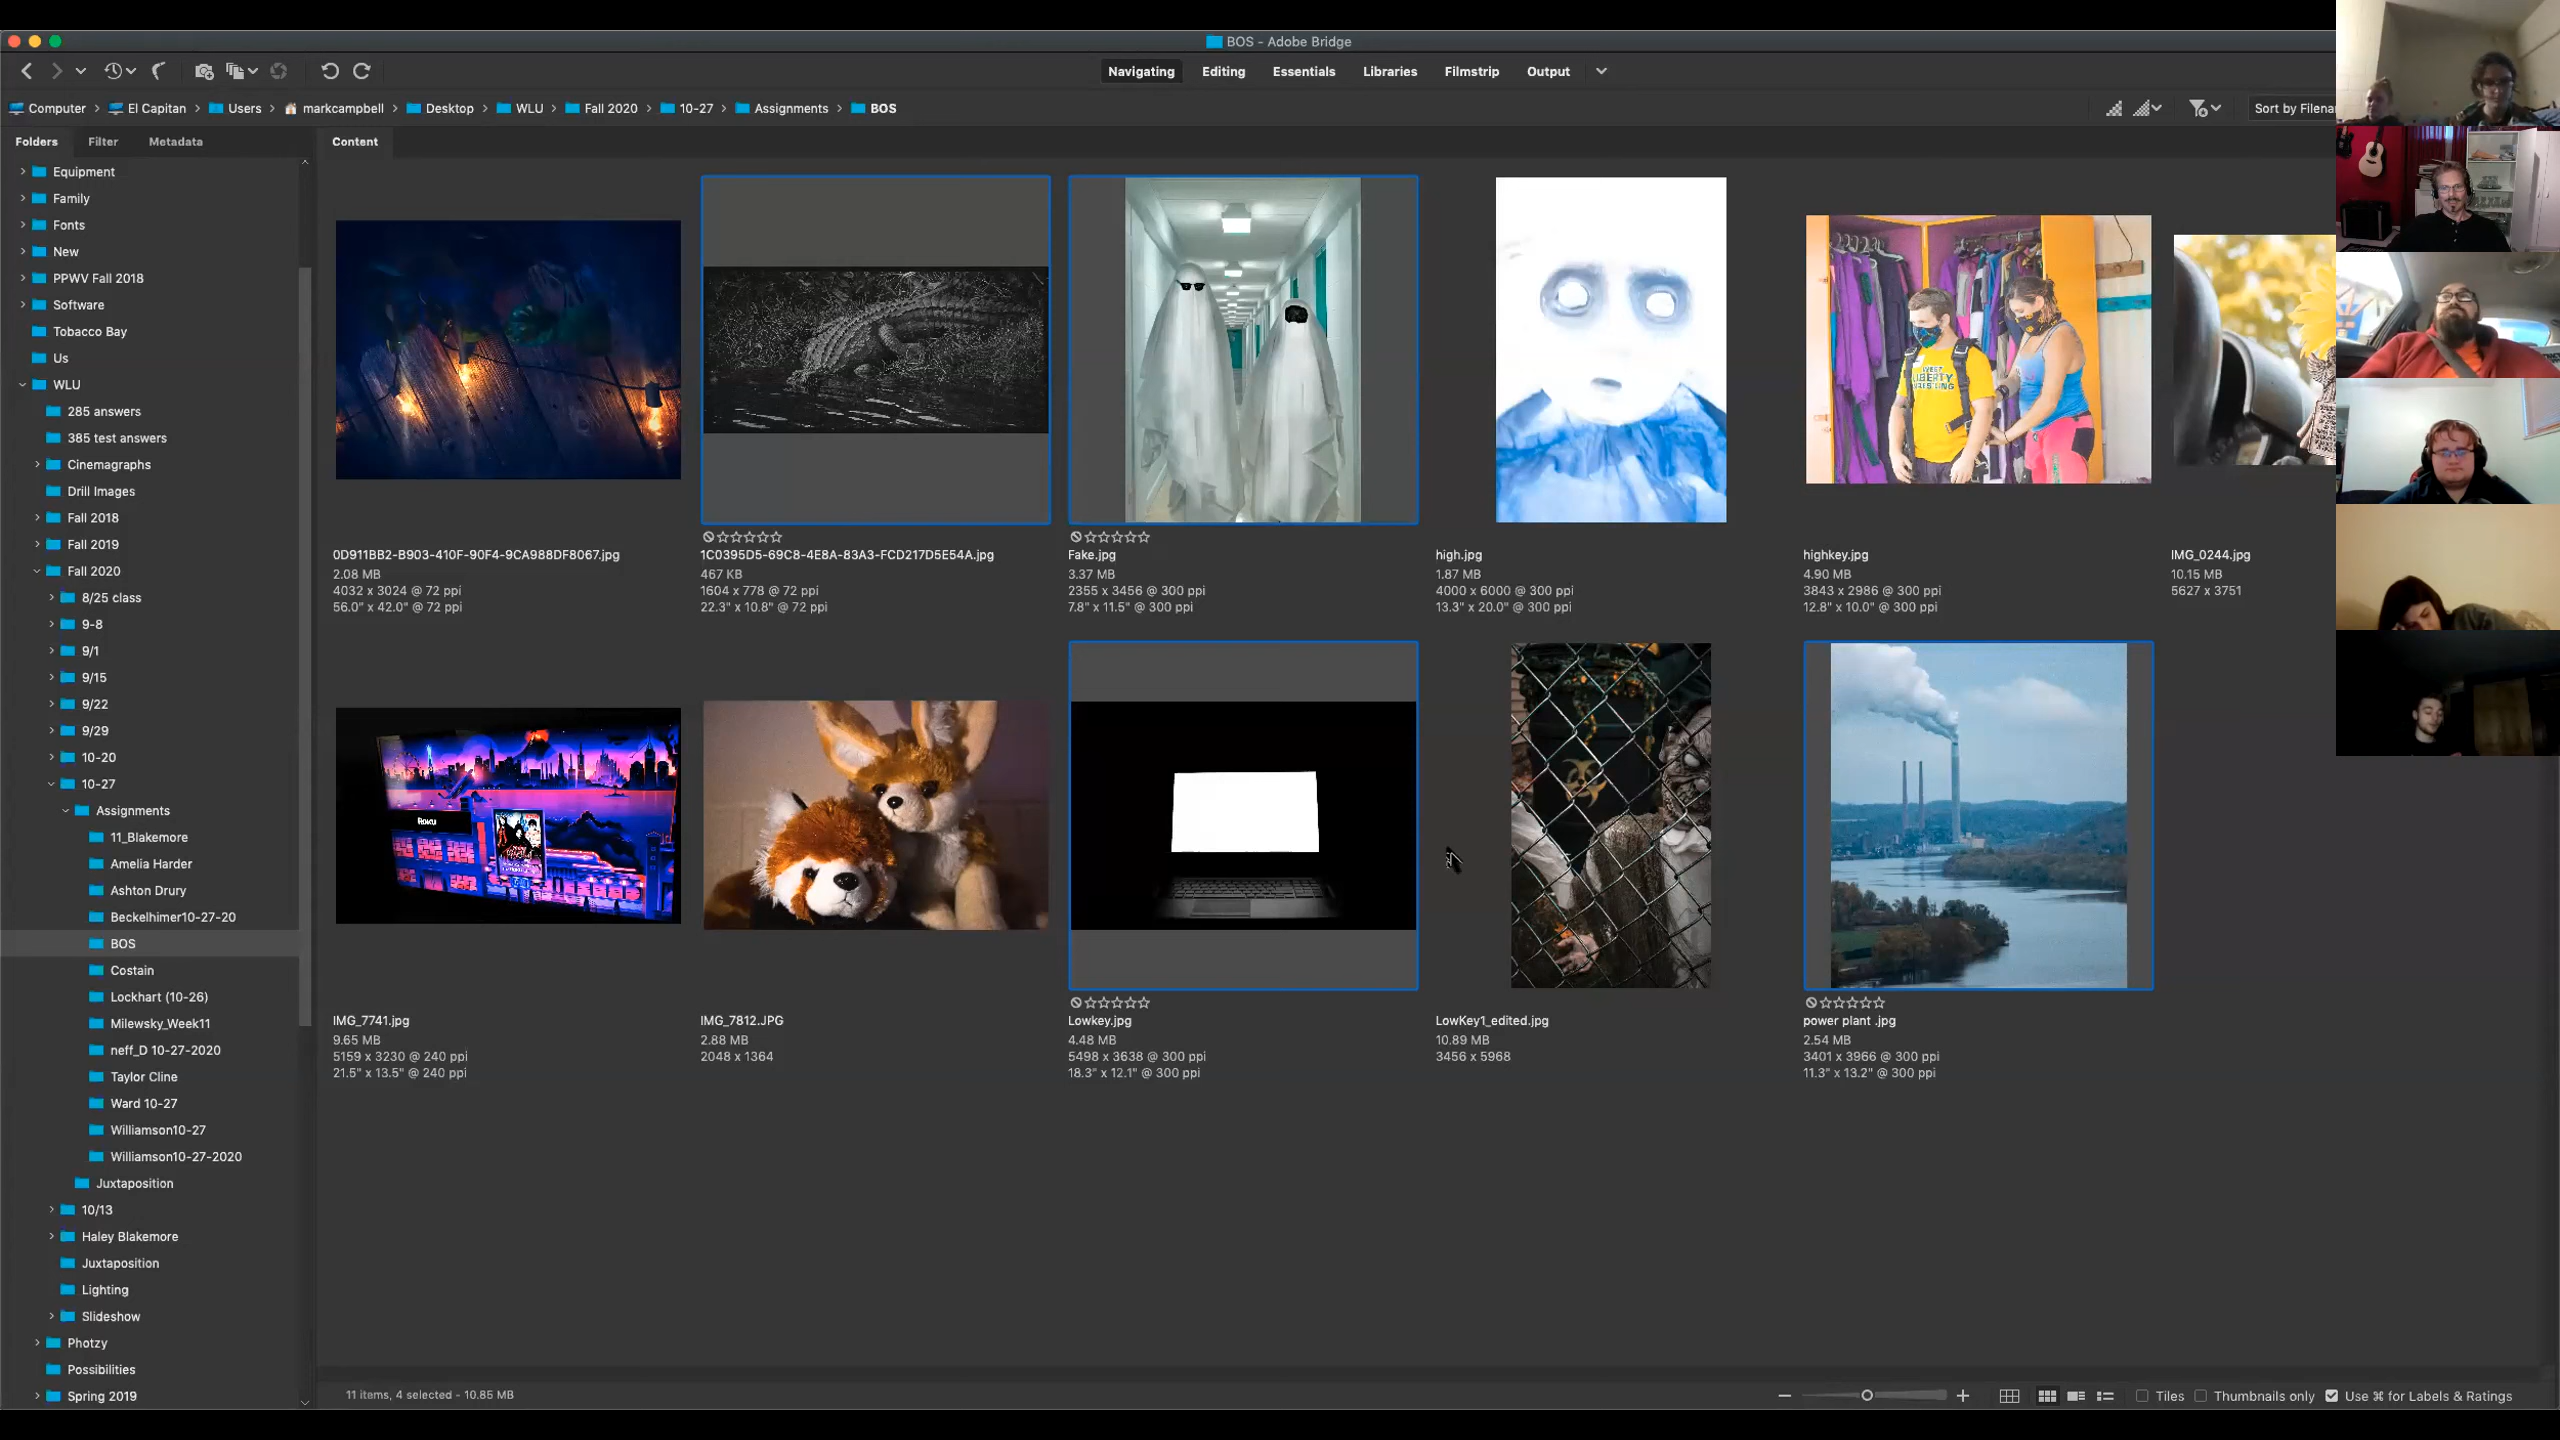 BOS - Adobe Bridge
Navigating Editing Essentials Libraries Filmstrip Output
Computer El Capitan Users markcampbell Desktop WLU Fall 2020 10-27 Assignments BOS
Sort by Filena
Folders Filter Metadata
Content
Equipment
Family
Fonts
New
PPWV Fall 2018
Software
Tobacco Bay
Us
WLU
285 answers
385 test answers
Cinemagraphs
Drill Images
Fall 2018
Fall 2019
Fall 2020
8/25 class
9-8
9/1
9/15
9/22
9/29
10-20
10-27
Assignments
11_Blakemore
Amelia Harder
Ashton Drury
Beckelhimer10-27-20
BOS
Costain
Lockhart (10-26)
Milewsky_Week11
neff_D 10-27-2020
Taylor Cline
Ward 10-27
Williamson10-27
Williamson10-27-2020
Juxtaposition
10/13
Haley Blakemore
Juxtaposition
Lighting
Slideshow
Photzy
Possibilities
Spring 2019
0D911BB2-B903-410F-90F4-9CA988DF8067.jpg
2.08 MB
4032 x 3024 @ 72 ppi
56.0" x 42.0" @ 72 ppi
1C0395D5-69C8-4E8A-83A3-FCD217D5E54A.jpg
467 KB
1604 x 778 @ 72 ppi
22.3" x 10.8" @ 72 ppi
Fake.jpg
3.37 MB
2355 x 3456 @ 300 ppi
7.8" x 11.5" @ 300 ppi
high.jpg
1.87 MB
4000 x 6000 @ 300 ppi
13.3" x 20.0" @ 300 ppi
WEST
LIBERTY
WRESTLING
highkey.jpg
4.90 MB
3843 x 2986 @ 300 ppi
12.8" x 10.0" @ 300 ppi
IMG_0244.jpg
10.15 MB
5627 x 3751
Roku
IMG_7741.jpg
9.65 MB
5159 x 3230 @ 240 ppi
21.5" x 13.5" @ 240 ppi
IMG_7812.JPG
2.88 MB
2048 x 1364
Lowkey.jpg
4.48 MB
5498 x 3638 @ 300 ppi
18.3" x 12.1" @ 300 ppi
LowKey1_edited.jpg
10.89 MB
3456 x 5968
power plant .jpg
2.54 MB
3401 x 3966 @ 300 ppi
11.3" x 13.2" @ 300 ppi
11 items, 4 selected - 10.85 MB
Tiles Thumbnails only Use ⌘ for Labels & Ratings